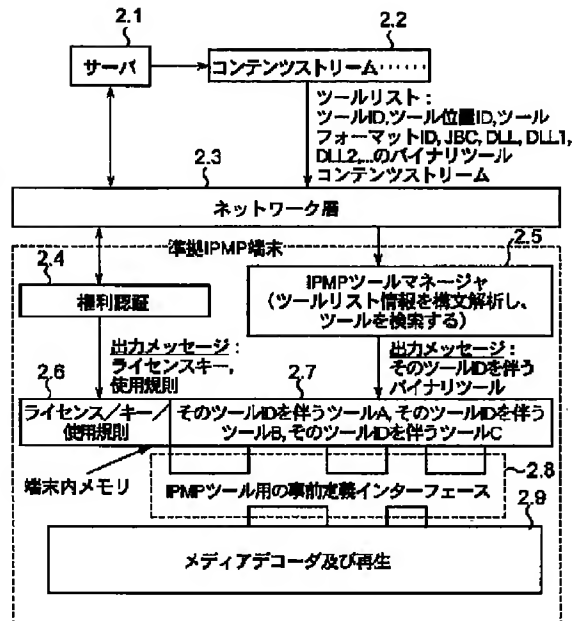 2.1
2.2
サーバ
コンテンツストリーム……
ツールリスト：
ツールID,ツール位置ID,ツール
フォーマットID, JBC, DLL, DLL1,
DLL2,...のバイナリツール
コンテンツストリーム
2.3
ネットワーク層
準拠IPMP端末
2.4
2.5
権利認証
IPMPツールマネージャ
（ツールリスト情報を構文解析し、
ツールを検索する）
出力メッセージ：
ライセンスキー,
使用規則
出力メッセージ：
そのツールIDを伴う
バイナリツール
2.6
2.7
ライセンス／キー／
使用規則
そのツールIDを伴うツールA, そのツールIDを伴う
ツールB, そのツールIDを伴うツールC
端末内メモリ
2.8
IPMPツール用の事前定義インターフェース
2.9
メディアデコーダ及び再生